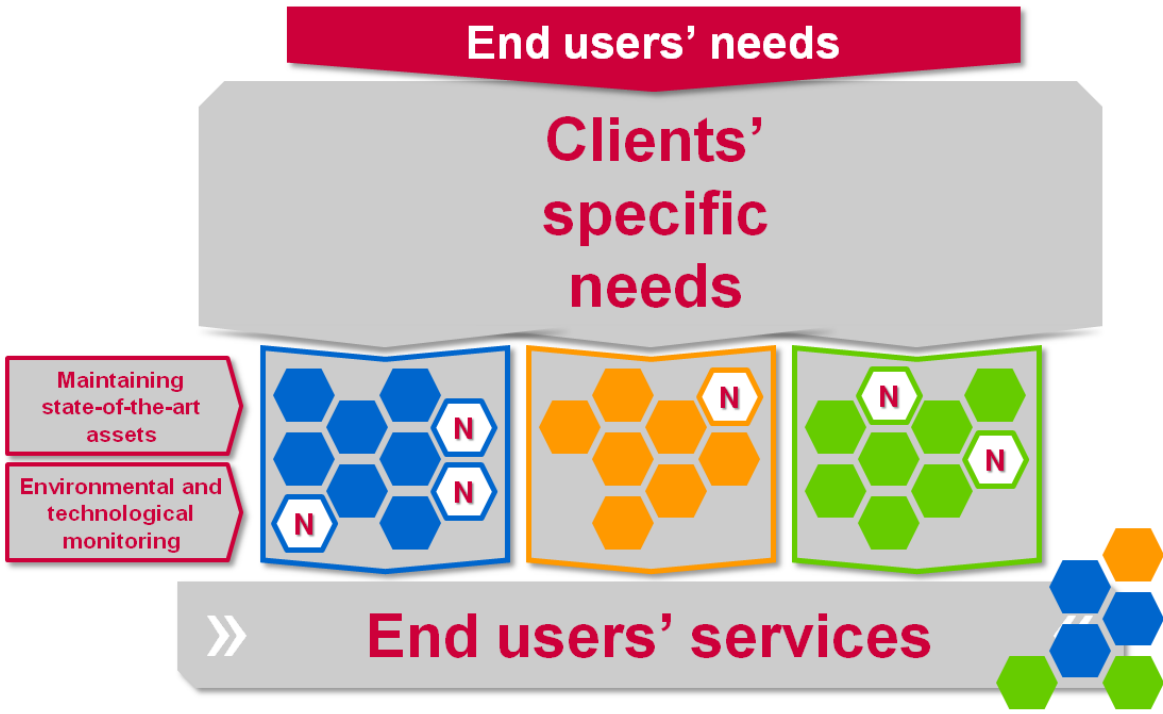 End users’ needs
Clients’
specific
needs
Maintaining
state-of-the-art
assets
Environmental and
technological
monitoring
N
N
N
N
N
N
End users’ services